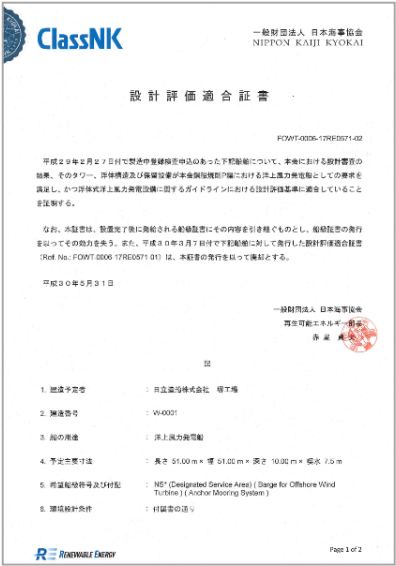 ClassNK
一般財団法人 日本海事協会
NIPPON KAIJI KYOKAI
設計評価適合証書
FOWT-0006-17RE0571-02
平成29年2月27日付で製造中登録検査申込のあった下記船舶について、本会における設計審査の
結果、そのタワー、浮体構造及び係留設備が本会鋼船規則P編における洋上風力発電船としての要求を
満足し、かつ浮体式洋上風力発電設備に関するガイドラインにおける設計評価基準に適合していること
を証明する。
なお、本証書は、設置完了後に発給される船級証書にその内容を引き継ぐものとし、船級証書の発行
を以ってその効力を失う。また、平成30年3月7日付で下記船舶に対して発行した設計評価適合証書
(Ref. No.: FOWT-0006-17RE0571-01) は、本証書の発行を以って廃却とする。
平成30年5月31日
一般財団法人 日本海事協会
再生可能エネルギー部長
記
1. 建造予定者 : 日立造船株式会社 堺工場
2. 建造番号 : W-0001
3. 船の用途 : 洋上風力発電船
4. 予定主要寸法 : 長さ 51.00 m × 幅 51.00 m × 深さ 10.00 m × 喫水 7.5 m
5. 希望船級符号及び付記 : NS* (Designated Service Area) ( Barge for Offshore Wind
Turbine ) ( Anchor Mooring System )
6. 環境設計条件 : 付属書の通り
RE RENEWABLE ENERGY
Page 1 of 2